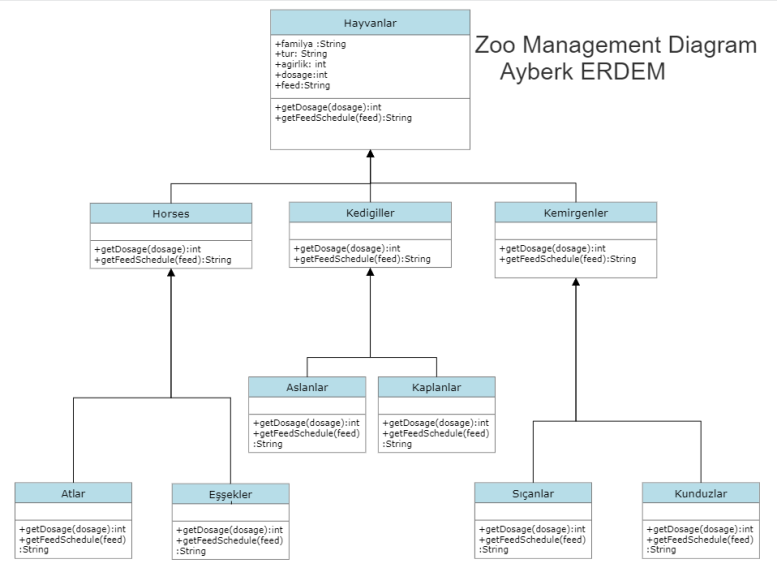 Hayvanlar
+familya :String
+tur: String
+agirlik: int
+dosage:int
+feed:String
+getDosage(dosage):int
+getFeedSchedule(feed):String
Zoo Management Diagram
Ayberk ERDEM
Horses
+getDosage(dosage):int
+getFeedSchedule(feed):String
Kedigiller
+getDosage(dosage):int
+getFeedSchedule(feed):String
Kemirgenler
+getDosage(dosage):int
+getFeedSchedule(feed):String
Aslanlar
+getDosage(dosage):int
+getFeedSchedule(feed)
:String
Kaplanlar
+getDosage(dosage):int
+getFeedSchedule(feed)
:String
Atlar
+getDosage(dosage):int
+getFeedSchedule(feed)
:String
Eşşekler
+getDosage(dosage):int
+getFeedSchedule(feed)
:String
Sıçanlar
+getDosage(dosage):int
+getFeedSchedule(feed)
:String
Kunduzlar
+getDosage(dosage):int
+getFeedSchedule(feed)
:String